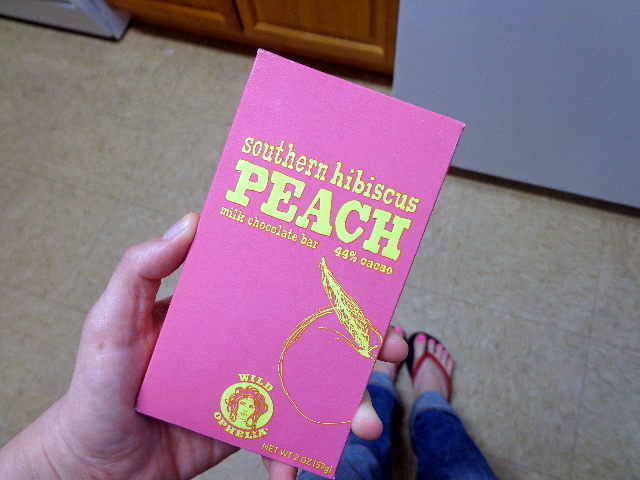 southern hibiscus
PEACH
milk chocolate bar 44% cacao
WILD
OPHELIA
NET WT 2 OZ (57g)